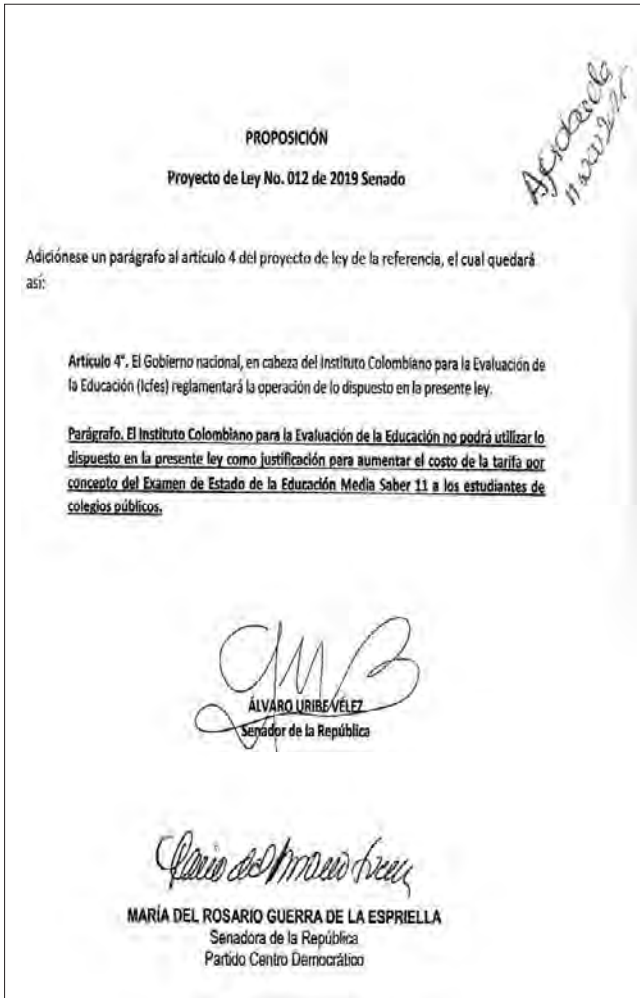 PROPOSICIÓN
Proyecto de Ley No. 012 de 2019 Senado
Adiciónese un parágrafo al artículo 4 del proyecto de ley de la referencia, el cual quedará
así:
Artículo 4°. El Gobierno nacional, en cabeza del Instituto Colombiano para la Evaluación de
la Educación (Icfes) reglamentará la operación de lo dispuesto en la presente ley.
Parágrafo. El Instituto Colombiano para la Evaluación de la Educación no podrá utilizar lo
dispuesto en la presente ley como justificación para aumentar el costo de la tarifa por
concepto del Examen de Estado de la Educación Media Saber 11 a los estudiantes de
colegios públicos.
ÁLVARO URIBE VÉLEZ
Senador de la República
MARÍA DEL ROSARIO GUERRA DE LA ESPRIELLA
Senadora de la República
Partido Centro Democrático